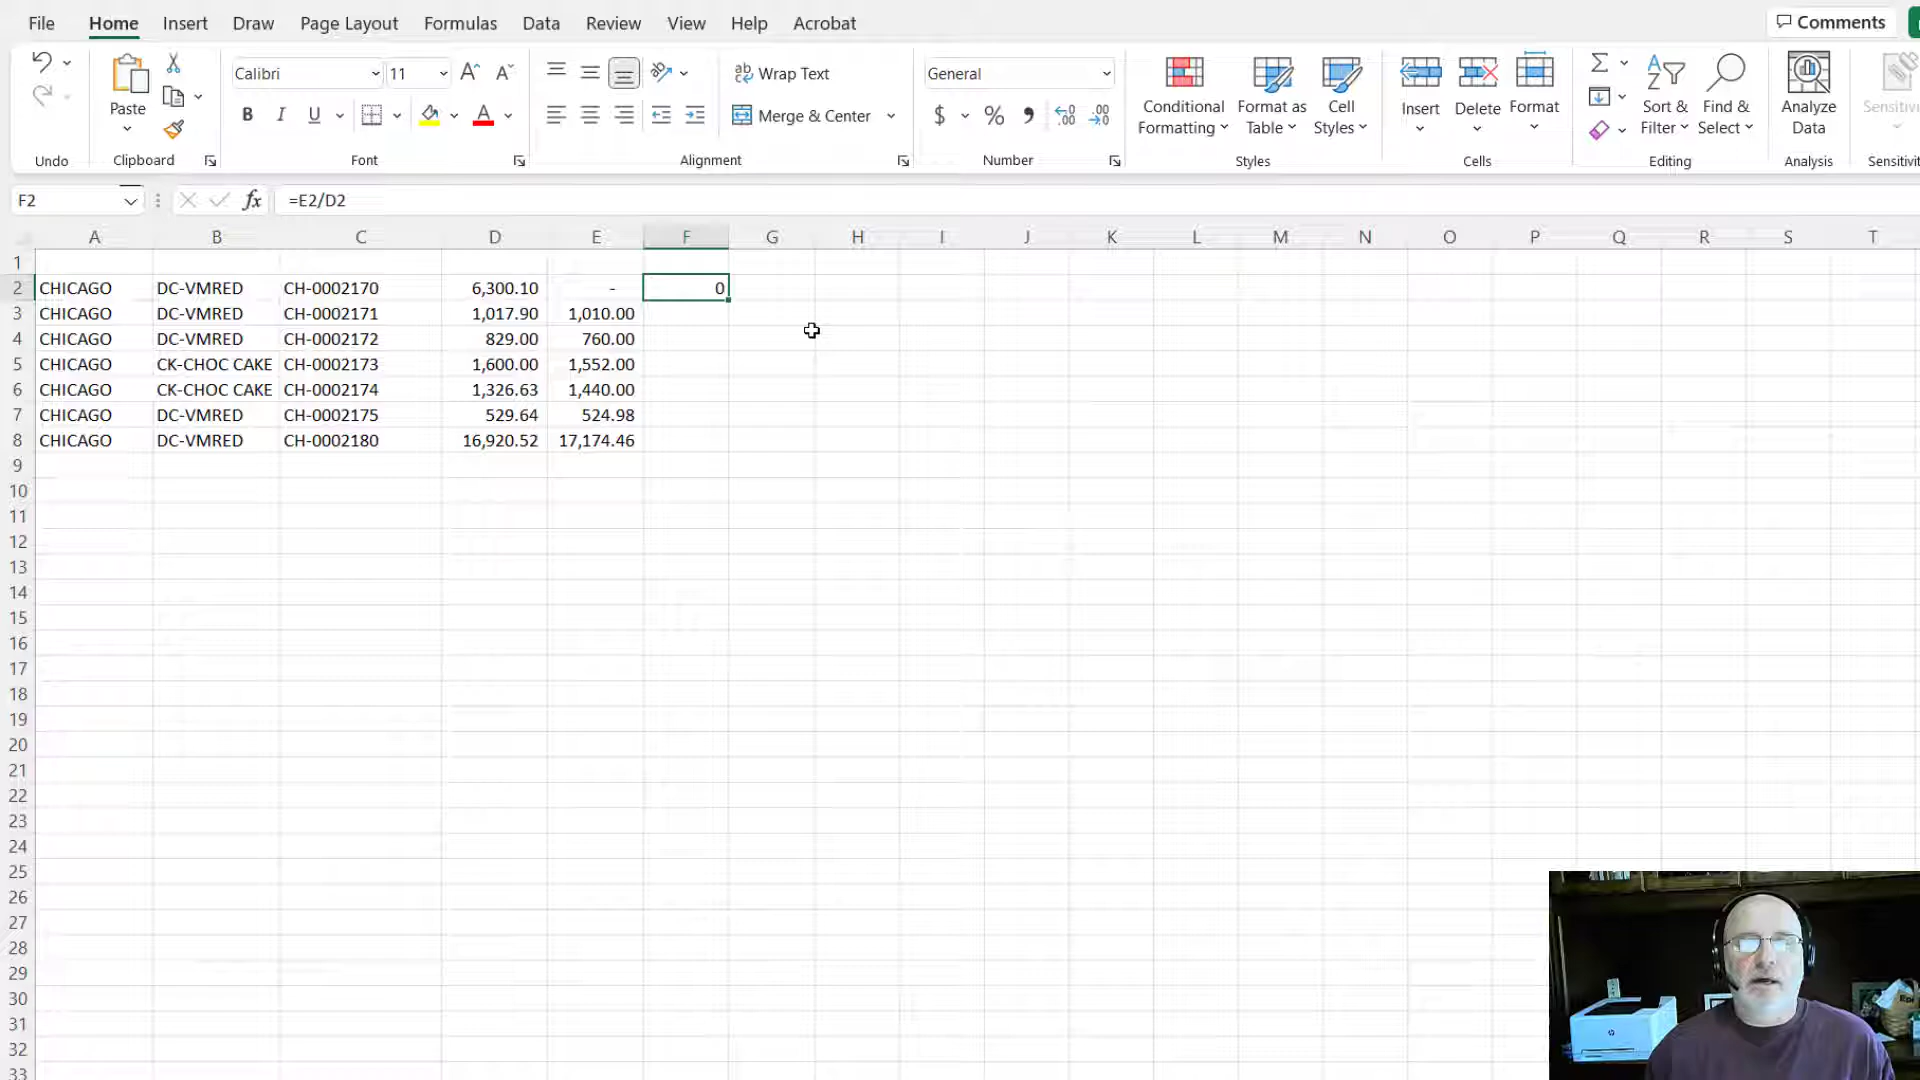 File Home Insert Draw Page Layout Formulas Data Review View Help Acrobat Comments
Calibri 11 Wrap Text General
Paste B I U A Merge & Center $ % Conditional Formatting Format as Table Cell Styles Insert Delete Format Sort & Filter Find & Select Analyze Data
Undo Clipboard Font Alignment Number Styles Cells Editing Analysis
F2 fx =E2/D2
A B C D E F G H I J K L M N O P Q R S T
1
2 CHICAGO DC-VMRED CH-0002170 6,300.10 - 0
3 CHICAGO DC-VMRED CH-0002171 1,017.90 1,010.00
4 CHICAGO DC-VMRED CH-0002172 829.00 760.00
5 CHICAGO CK-CHOC CAKE CH-0002173 1,600.00 1,552.00
6 CHICAGO CK-CHOC CAKE CH-0002174 1,326.63 1,440.00
7 CHICAGO DC-VMRED CH-0002175 529.64 524.98
8 CHICAGO DC-VMRED CH-0002180 16,920.52 17,174.46
9
10
11
12
13
14
15
16
17
18
19
20
21
22
23
24
25
26
27
28
29
30
31
32
33